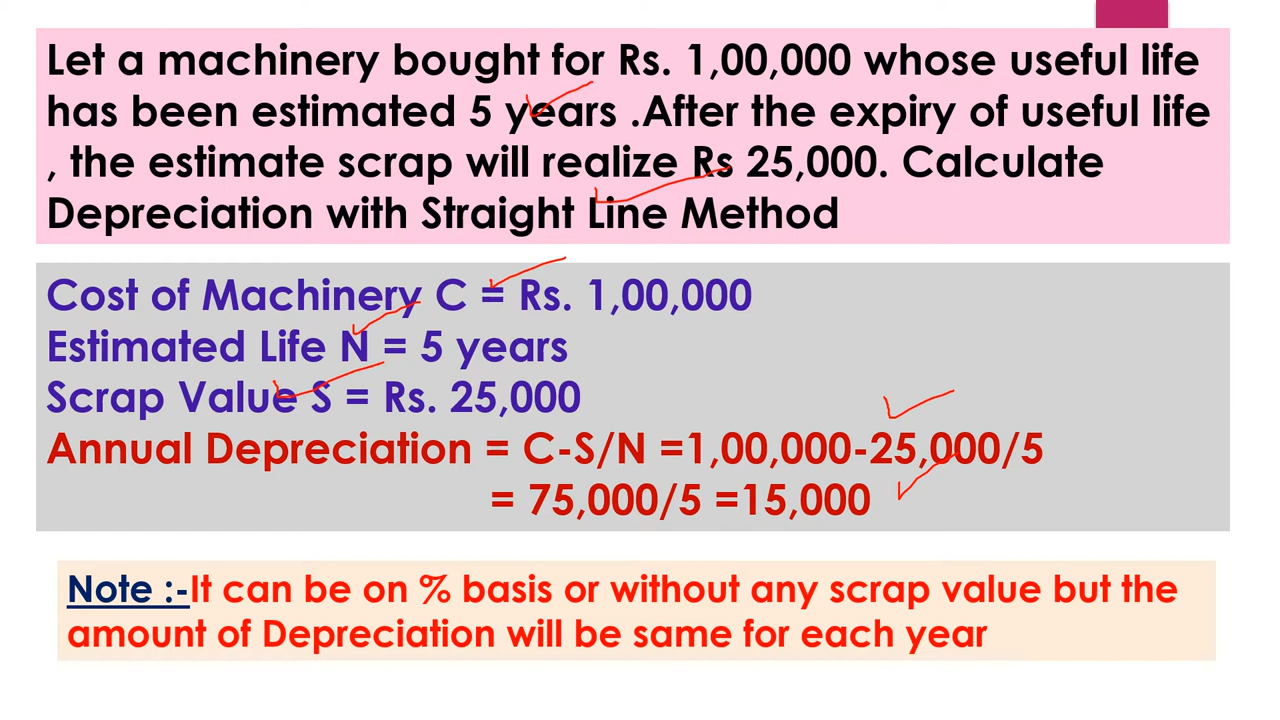 Let a machinery bought for Rs. 1,00,000 whose useful life
has been estimated 5 years .After the expiry of useful life
, the estimate scrap will realize Rs 25,000. Calculate
Depreciation with Straight Line Method
Cost of Machinery C = Rs. 1,00,000
Estimated Life N = 5 years
Scrap Value S = Rs. 25,000
Annual Depreciation = C-S/N =1,00,000-25,000/5
= 75,000/5 =15,000
Note :-It can be on % basis or without any scrap value but the
amount of Depreciation will be same for each year